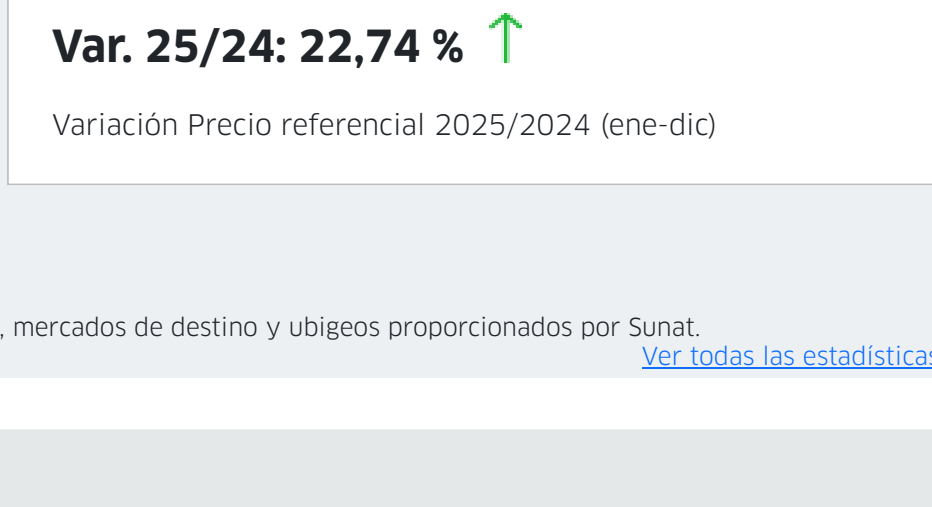 Var. 25/24: 22,74 %
Variación Precio referencial 2025/2024 (ene-dic)
, mercados de destino y ubigeos proporcionados por Sunat.
Ver todas las estadísticas